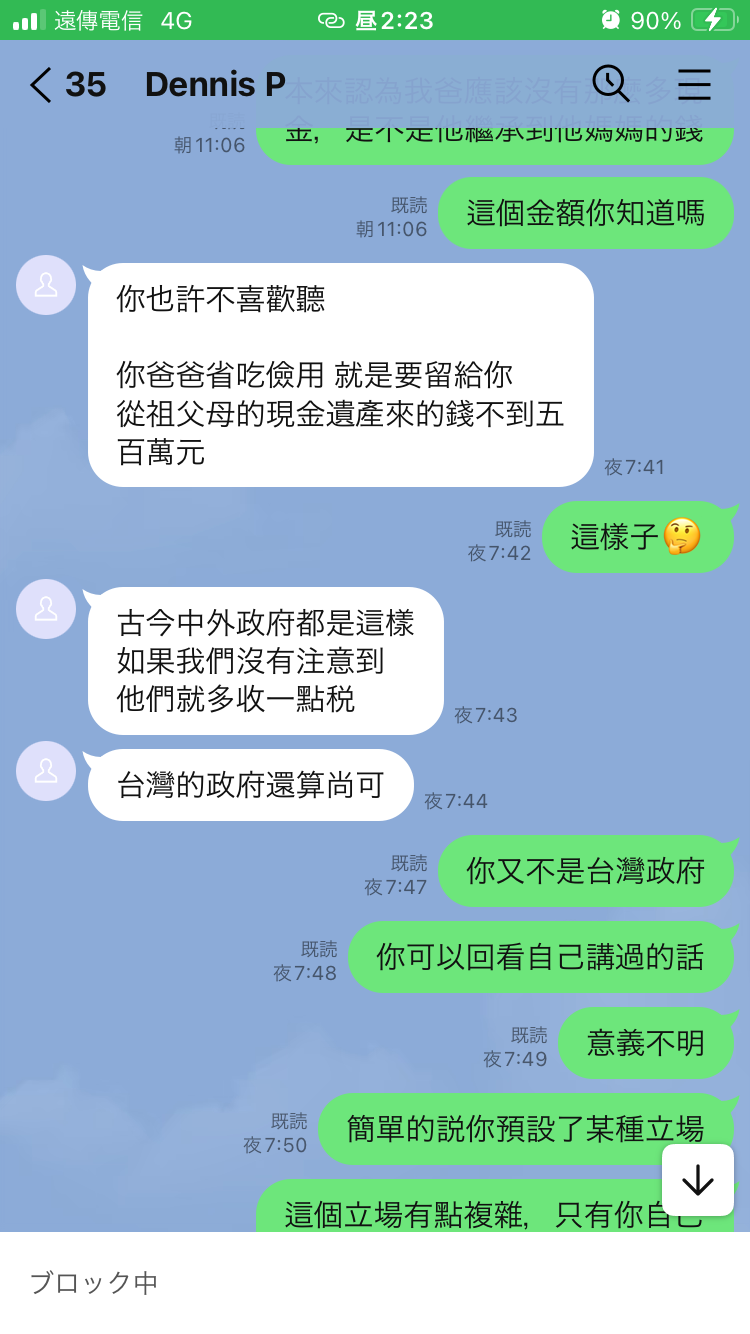 遠傳電信 4G
昼2:23
90%
35 Dennis P
本來認為我爸應該沒有那麼多現
金， 是不是他繼承到他媽媽的錢
朝11:06
這個金額你知道嗎
既読
朝11:06
你也許不喜歡聽
你爸爸省吃儉用 就是要留給你
從祖父母的現金遺產來的錢不到五
百萬元
夜7:41
這樣子🤔
既読
夜7:42
古今中外政府都是這樣
如果我們沒有注意到
他們就多收一點税
夜7:43
台灣的政府還算尚可
夜7:44
你又不是台灣政府
既読
夜7:47
你可以回看自己講過的話
既読
夜7:48
意義不明
既読
夜7:49
簡單的説你預設了某種立場
既読
夜7:50
這個立場有點複雜， 只有你自己
ブロック中